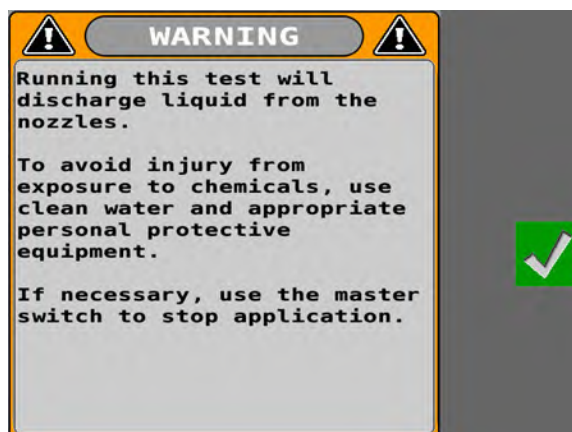 WARNING
Running this test will
discharge liquid from the
nozzles.
To avoid injury from
exposure to chemicals, use
clean water and appropriate
personal protective
equipment.
If necessary, use the master
switch to stop application.